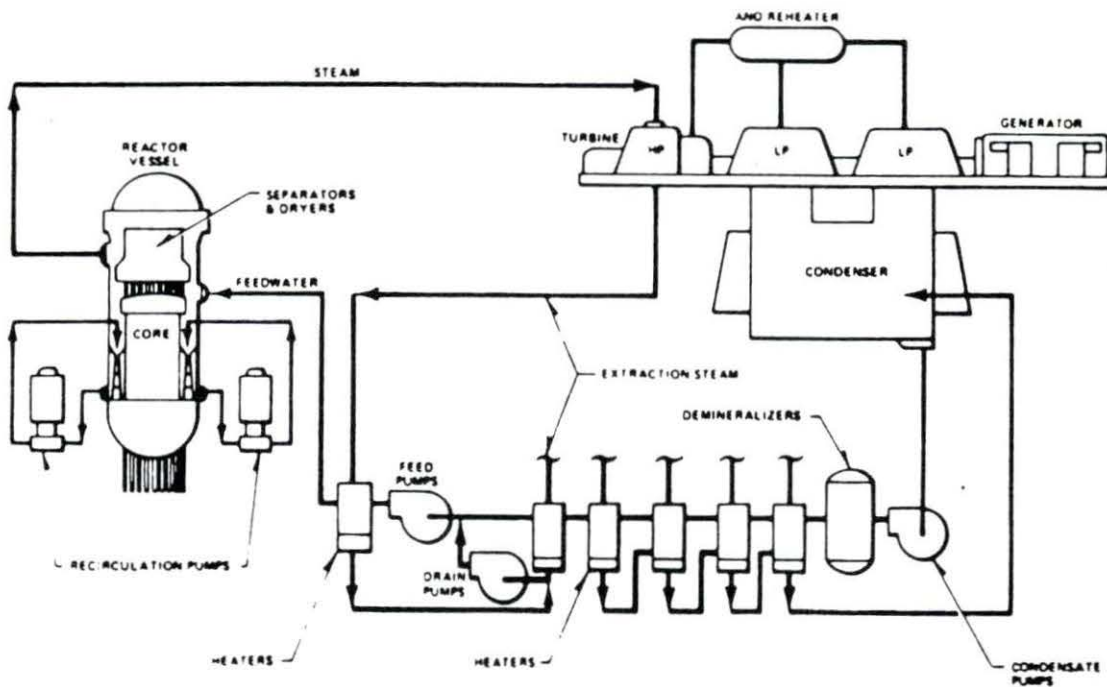 AND REHEATER
STEAM
TURBINE
HP
LP
LP
GENERATOR
REACTOR
VESSEL
SEPARATORS
& DRYERS
FEEDWATER
CONDENSER
CORE
EXTRACTION STEAM
DEMINERALIZERS
FEED
PUMPS
RECIRCULATION PUMPS
DRAIN
PUMPS
HEATERS
HEATERS
CONDENSATE
PUMPS